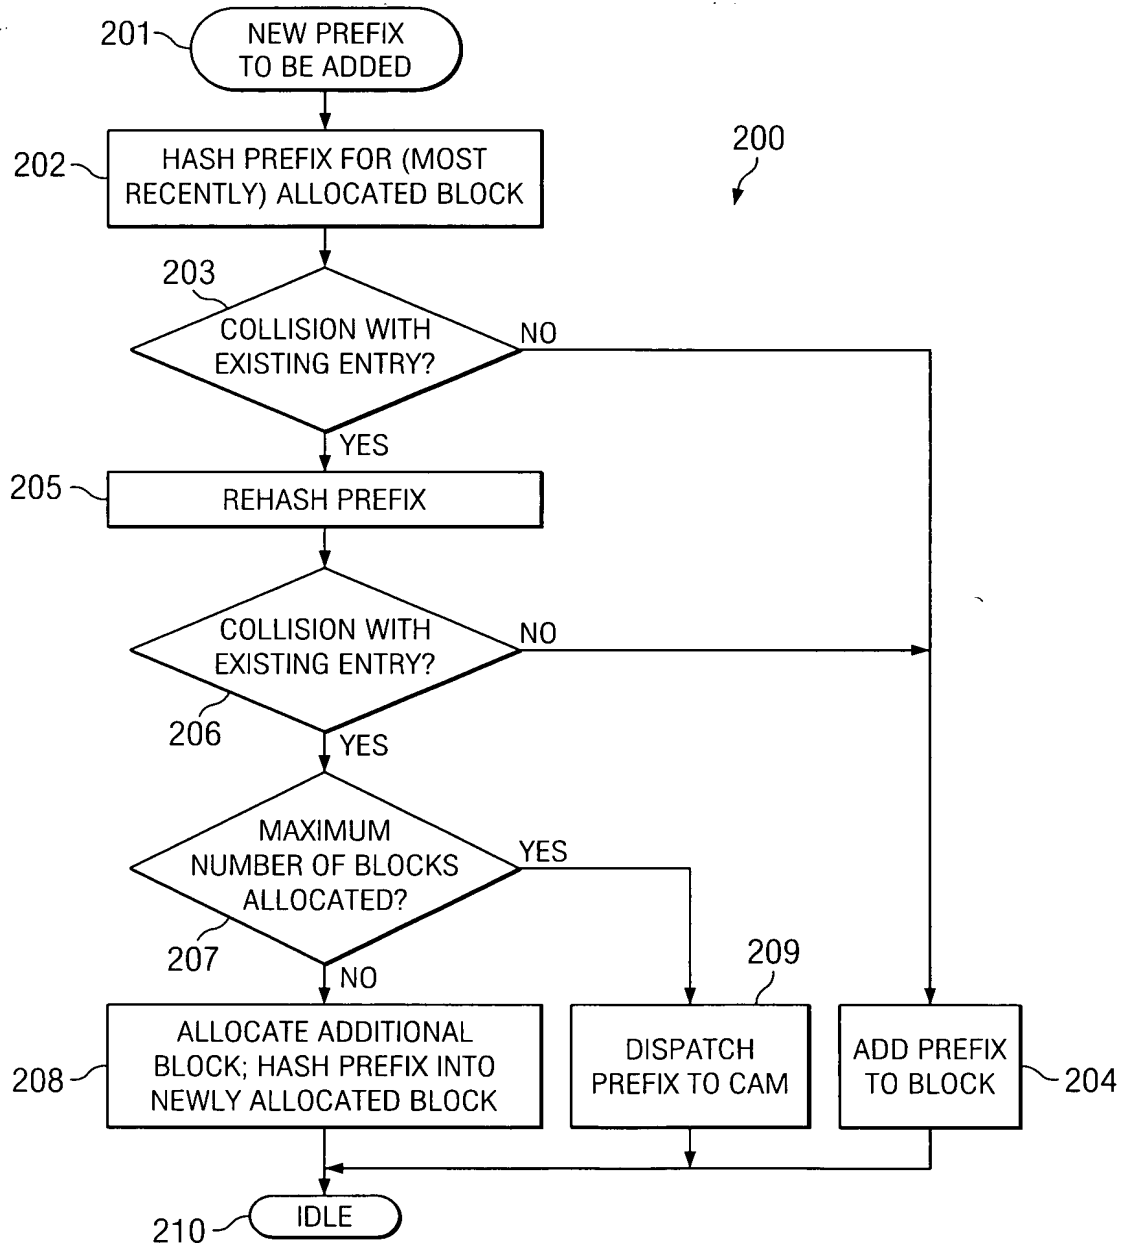 201
NEW PREFIX
TO BE ADDED
202
HASH PREFIX FOR (MOST
RECENTLY) ALLOCATED BLOCK
200
203
COLLISION WITH
EXISTING ENTRY?
NO
YES
205
REHASH PREFIX
COLLISION WITH
EXISTING ENTRY?
NO
206
YES
MAXIMUM
NUMBER OF BLOCKS
ALLOCATED?
YES
207
NO
209
208
ALLOCATE ADDITIONAL
BLOCK; HASH PREFIX INTO
NEWLY ALLOCATED BLOCK
DISPATCH
PREFIX TO CAM
ADD PREFIX
TO BLOCK
204
210
IDLE